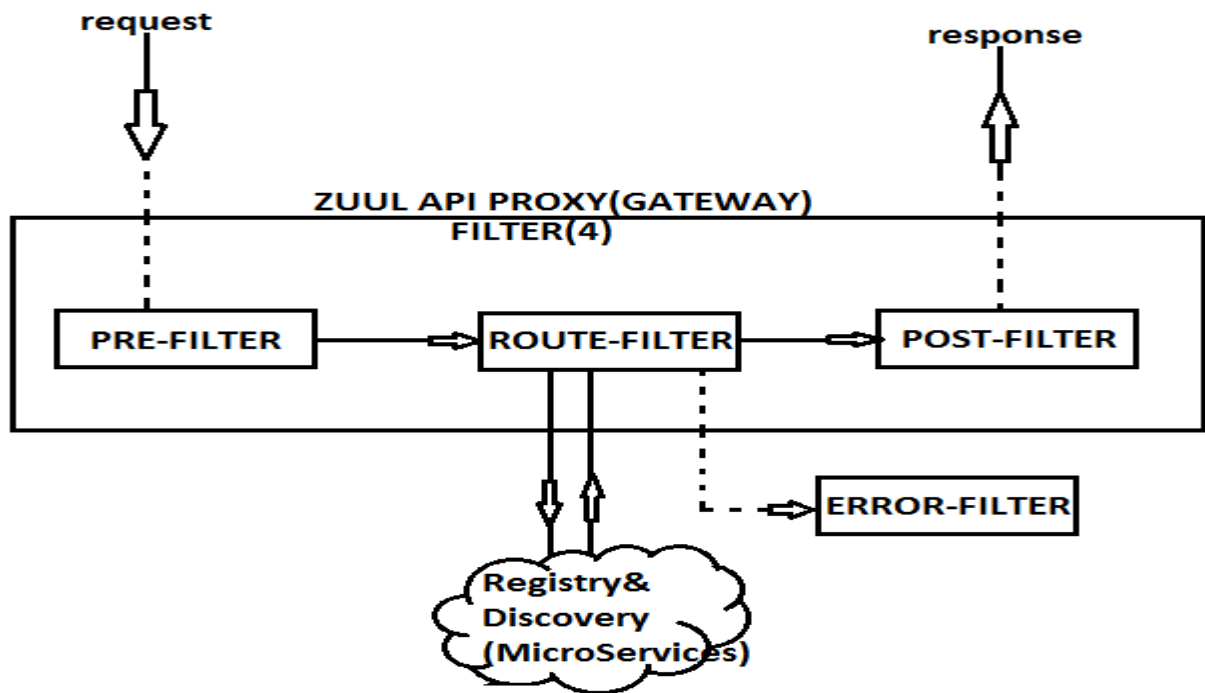 request
response
ZUUL API PROXY(GATEWAY)
FILTER(4)
PRE-FILTER
ROUTE-FILTER
POST-FILTER
ERROR-FILTER
Registry&
Discovery
(MicroServices)